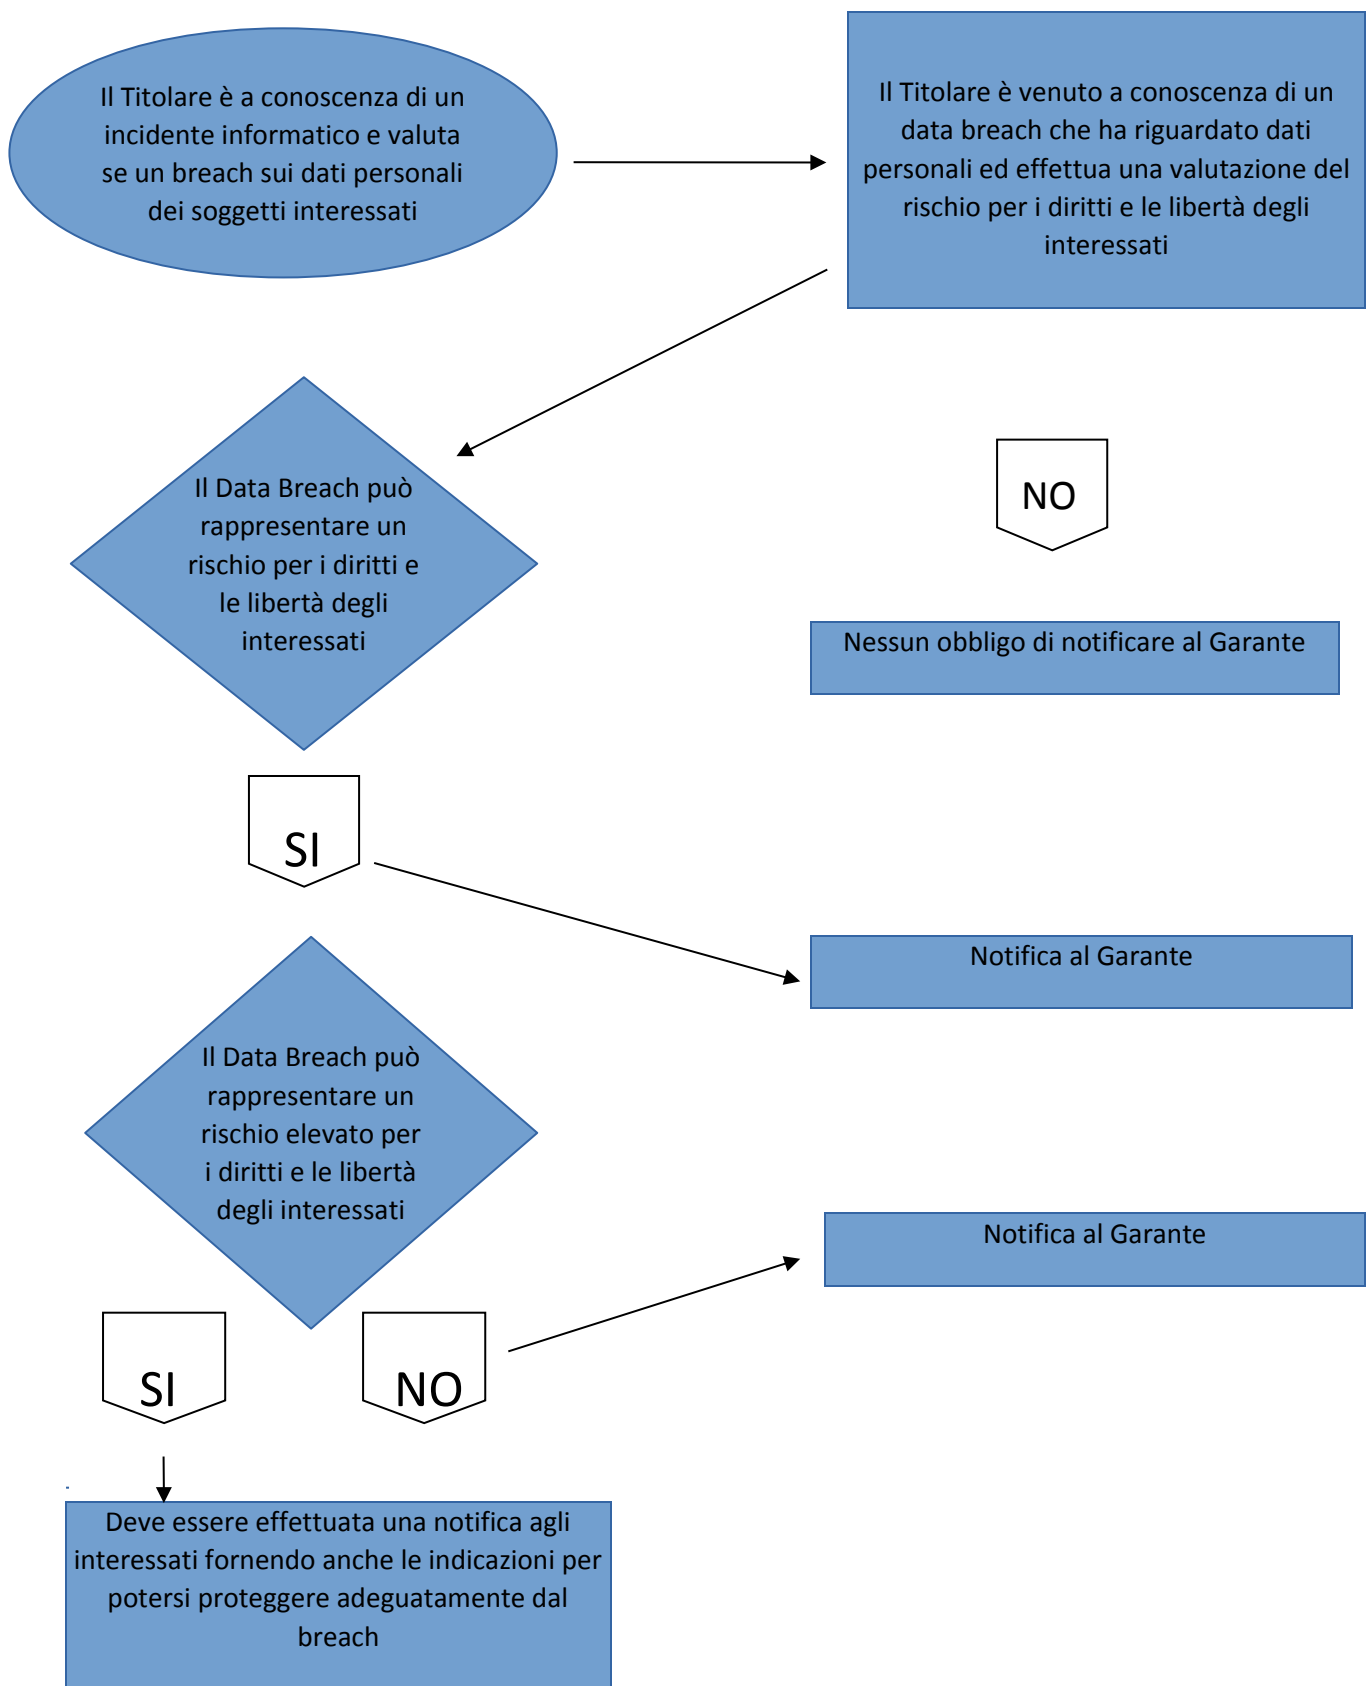 Il Titolare è a conoscenza di un
incidente informatico e valuta
se un breach sui dati personali
dei soggetti interessati
Il Titolare è venuto a conoscenza di un
data breach che ha riguardato dati
personali ed effettua una valutazione del
rischio per i diritti e le libertà degli
interessati
Il Data Breach può
rappresentare un
rischio per i diritti e
le libertà degli
interessati
NO
Nessun obbligo di notificare al Garante
SI
Notifica al Garante
Il Data Breach può
rappresentare un
rischio elevato per
i diritti e le libertà
degli interessati
Notifica al Garante
SI
NO
Deve essere effettuata una notifica agli
interessati fornendo anche le indicazioni per
potersi proteggere adeguatamente dal
breach